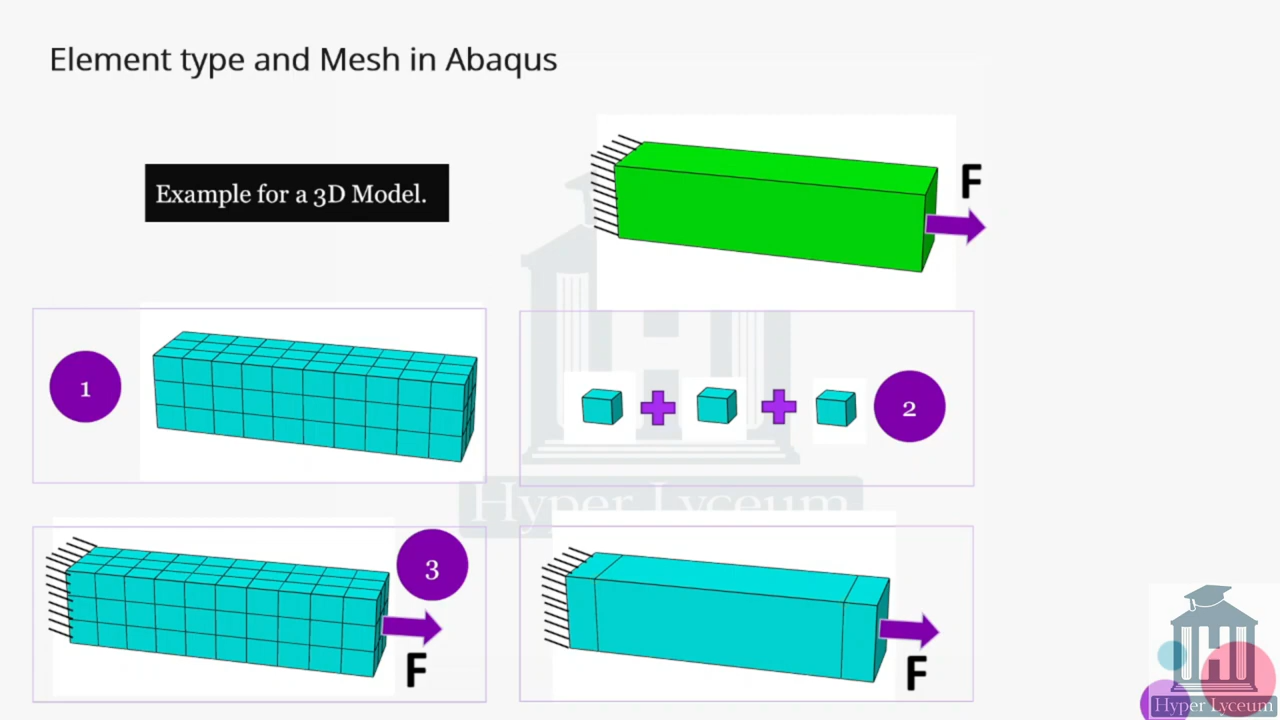 Element type and Mesh in Abaqus
Example for a 3D Model.
F
1
2
Hyper Lyceum
3
F
F
Hyper Lyceum